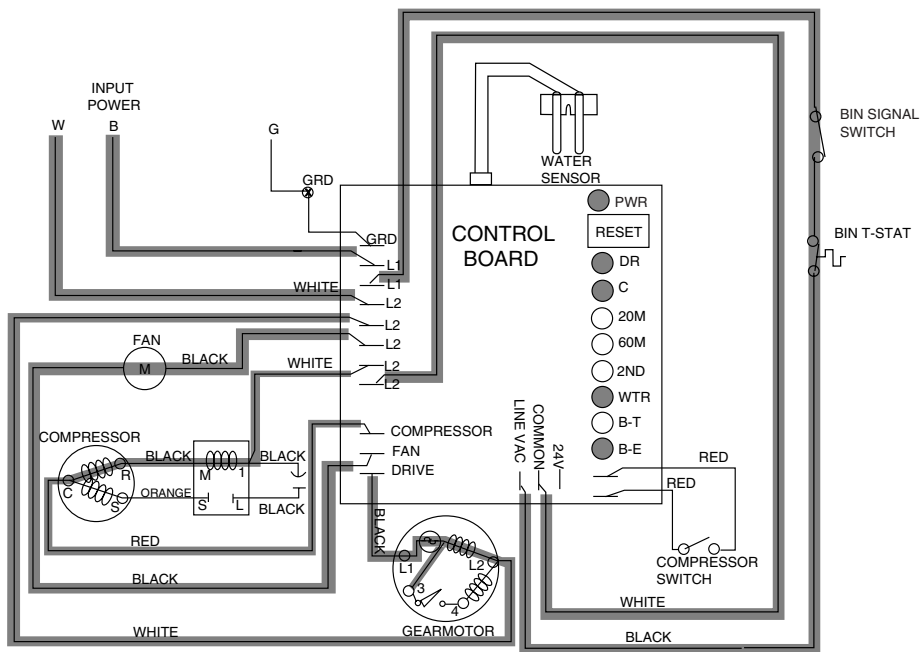 INPUT
POWER
W
B
G
GRD
WATER
SENSOR
BIN SIGNAL
SWITCH
BIN T-STAT
CONTROL
BOARD
PWR
RESET
DR
C
20M
60M
2ND
WTR
B-T
B-E
GRD
L1
L1
WHITE
L2
L2
L2
FAN
M
BLACK
WHITE
L2
L2
COMPRESSOR
FAN
DRIVE
LINE VAC
COMMON
24V
RED
RED
COMPRESSOR
SWITCH
COMPRESSOR
C
R
S
BLACK
ORANGE
M
1
S
L
BLACK
BLACK
RED
BLACK
WHITE
BLACK
L1
L2
3
4
GEARMOTOR
WHITE
BLACK